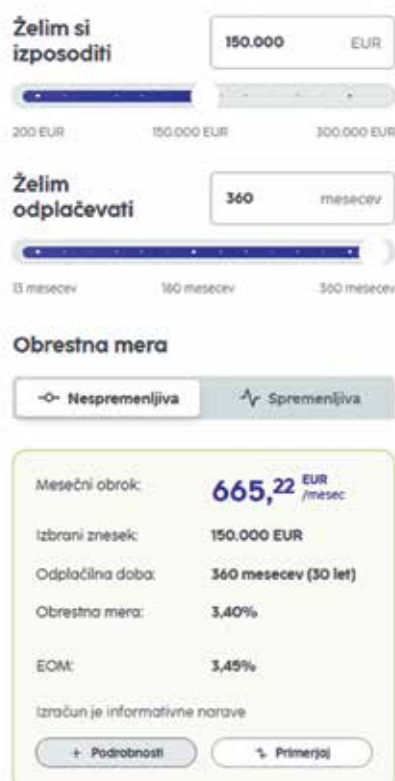 Želim si
izposoditi
150.000 EUR
200 EUR 150.000 EUR 300.000 EUR
Želim
odplačevati
360 mesecev
13 mesecev 180 mesecev 360 mesecev
Obrestna mera
Nespremenljiva Spremenljiva
Mesečni obrok: 665,22 EUR /mesec
Izbrani znesek: 150.000 EUR
Odplačilna doba: 360 mesecev (30 let)
Obrestna mera: 3,40%
EOM: 3,45%
Izračun je informativne narave
+ Podrobnosti Primerjaj